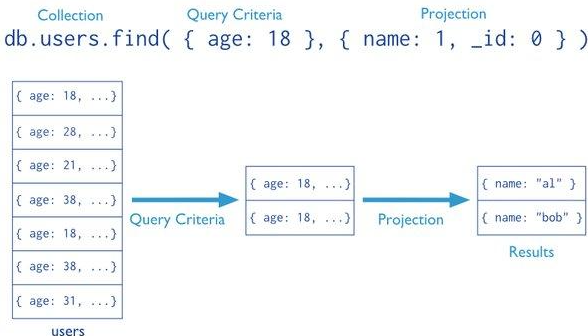 Collection Query Criteria Projection
db.users.find( { age: 18 }, { name: 1, _id: 0 } )
{ age: 18, ...}
{ age: 28, ...}
{ age: 21, ...}
{ age: 38, ...}
{ age: 18, ...}
{ age: 38, ...}
{ age: 31, ...}
users
Query Criteria
{ age: 18, ...}
{ age: 18, ...}
Projection
{ name: "al" }
{ name: "bob" }
Results